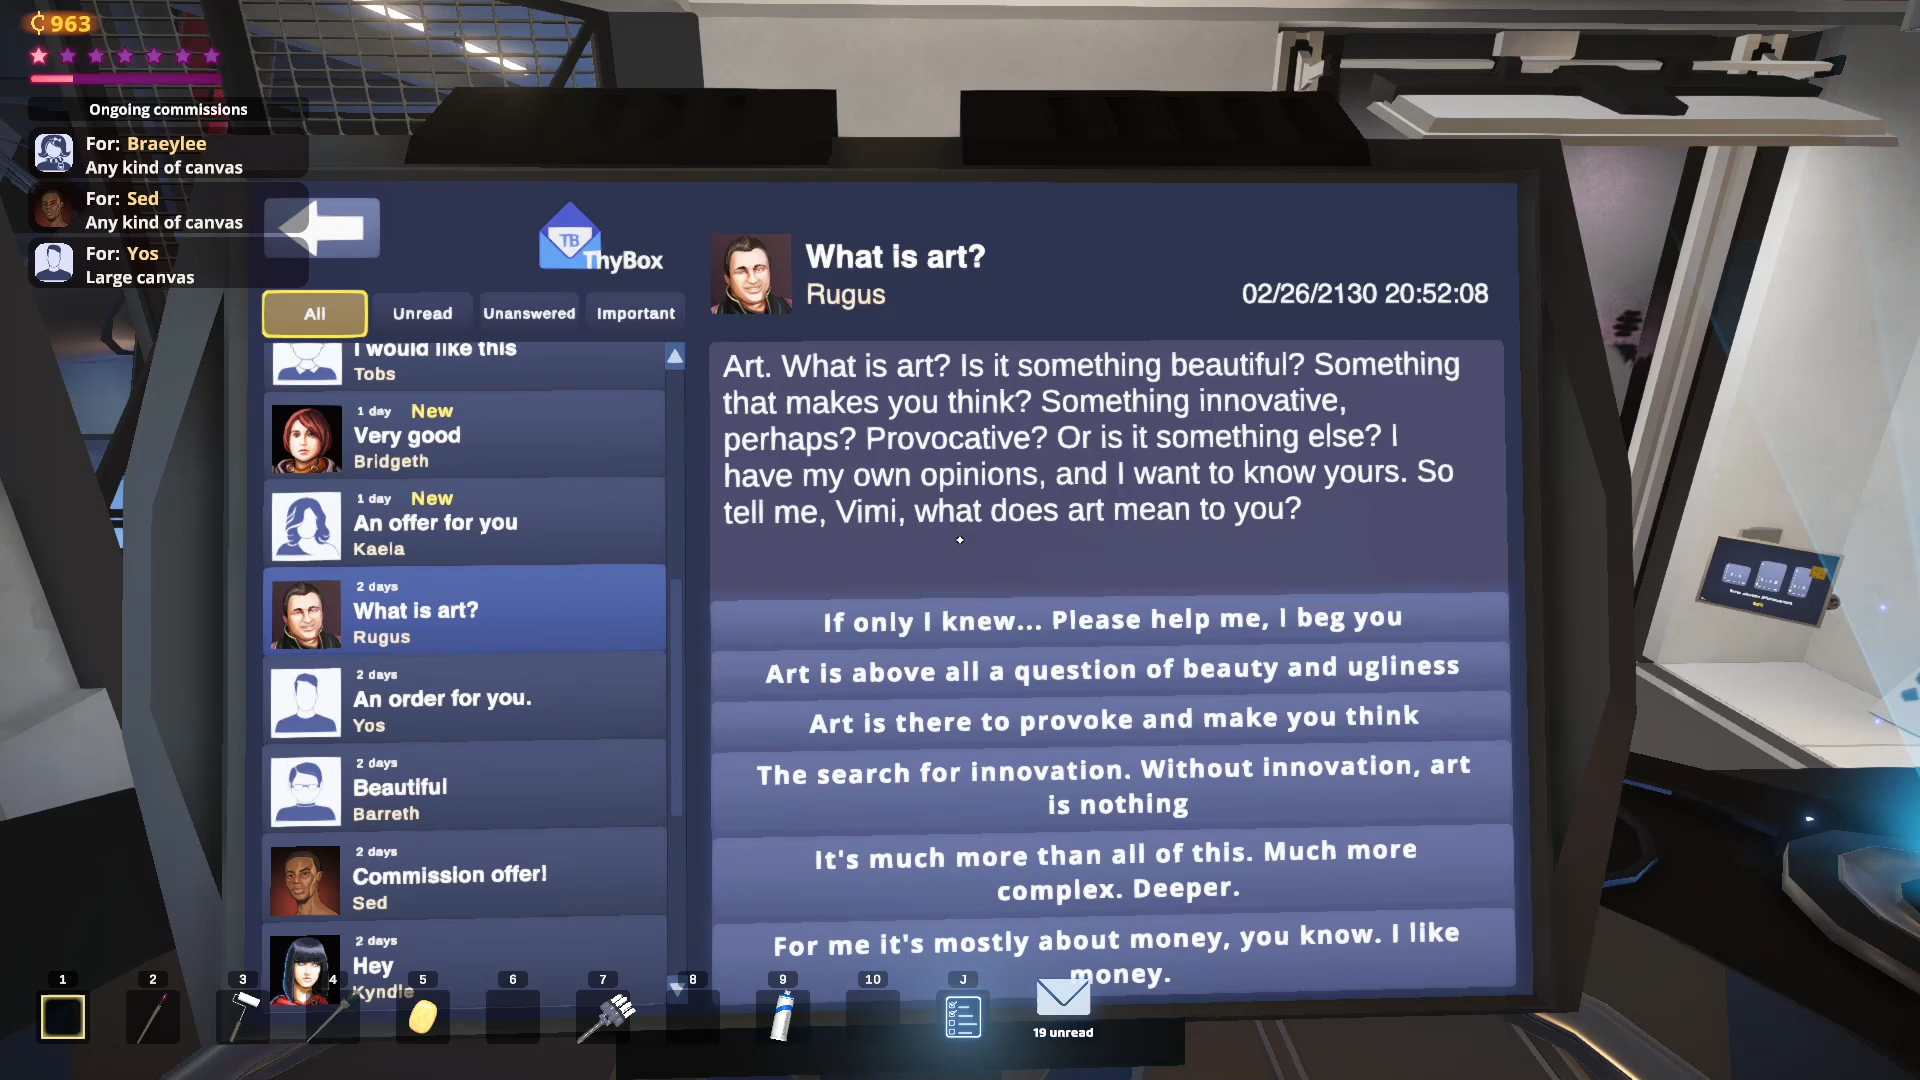 963
Ongoing commissions
For: Braeylee
Any kind of canvas
For: Sed
Any kind of canvas
For: Yos
Large canvas
TB
ThyBox
All
Unread
Unanswered
Important
I would like this
Tobs
1 day New
Very good
Bridgeth
1 day New
An offer for you
Kaela
2 days
What is art?
Rugus
2 days
An order for you.
Yos
2 days
Beautiful
Barreth
2 days
Commission offer!
Sed
2 days
Hey
Kyndle
What is art?
Rugus
02/26/2130 20:52:08
Art. What is art? Is it something beautiful? Something
that makes you think? Something innovative,
perhaps? Provocative? Or is it something else? I
have my own opinions, and I want to know yours. So
tell me, Vimi, what does art mean to you?
If only I knew... Please help me, I beg you
Art is above all a question of beauty and ugliness
Art is there to provoke and make you think
The search for innovation. Without innovation, art
is nothing
It's much more than all of this. Much more
complex. Deeper.
For me it's mostly about money, you know. I like
money.
1
2
3
4
5
6
7
8
9
10
J
19 unread